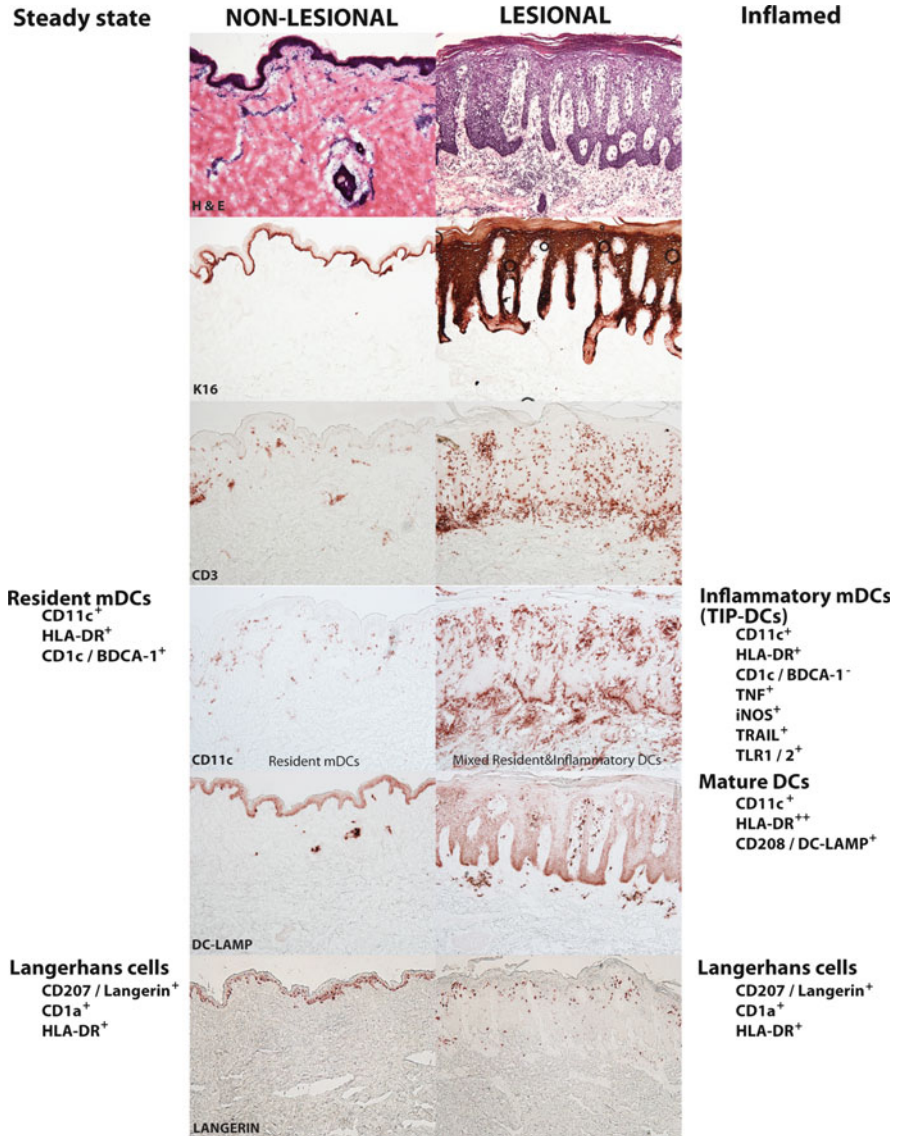 Steady state
NON-LESIONAL
LESIONAL
Inflamed
H & E
K16
CD3
Resident mDCs
CD11c+
HLA-DR+
CD1c / BDCA-1+
Inflammatory mDCs
(TIP-DCs)
CD11c+
HLA-DR+
CD1c / BDCA-1-
TNF+
iNOS+
TRAIL+
TLR1 / 2+
CD11c
Resident mDCs
Mixed Resident&Inflammatory DCs
Mature DCs
CD11c+
HLA-DR++
CD208 / DC-LAMP+
DC-LAMP
Langerhans cells
CD207 / Langerin+
CD1a+
HLA-DR+
Langerhans cells
CD207 / Langerin+
CD1a+
HLA-DR+
LANGERIN